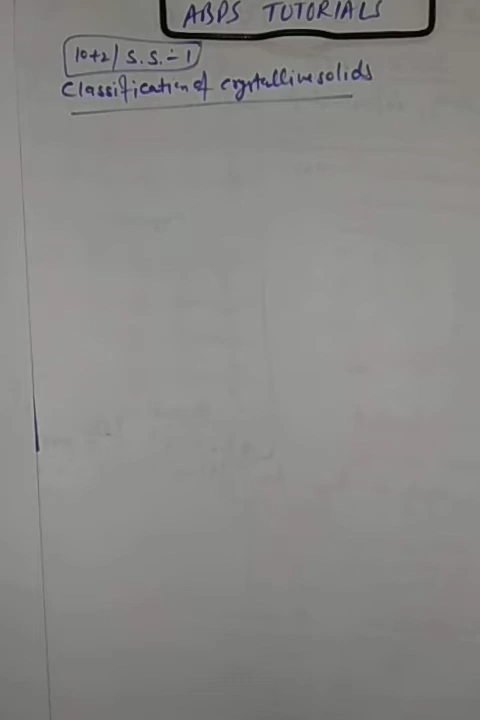 ABPS TUTORIALS
10+2/ S.S.-1
Classification of crystalline solids